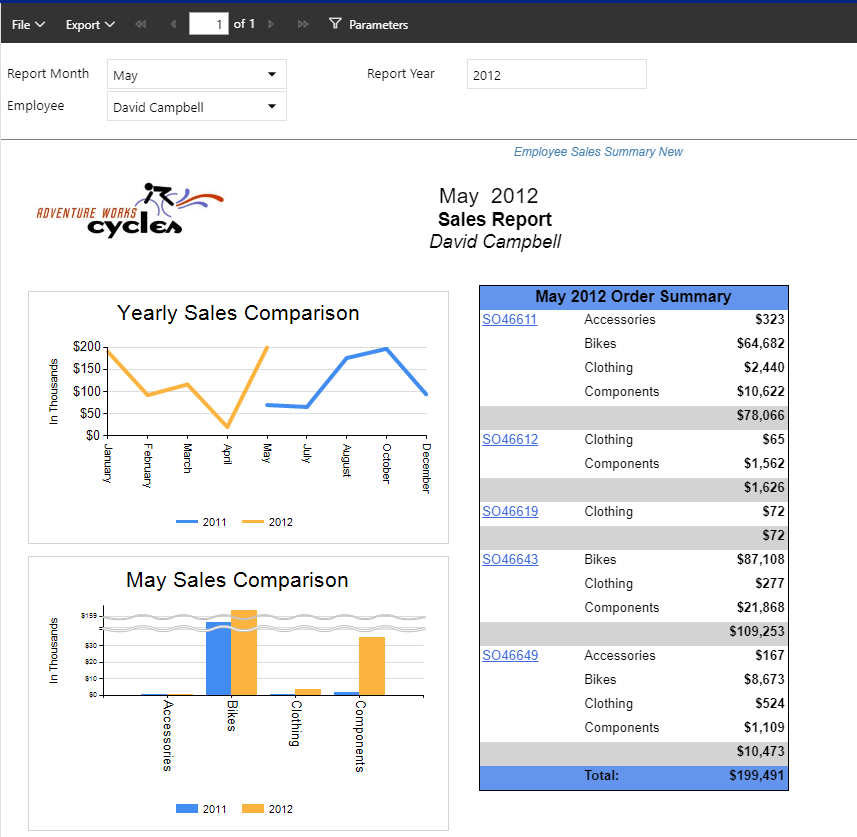 File Export 1 of 1 Parameters
Report Month May Report Year 2012
Employee David Campbell
Employee Sales Summary New
ADVENTURE WORKS
cycles
May 2012
Sales Report
David Campbell
Yearly Sales Comparison
In Thousands
$200
$150
$100
$50
$0
January February March April May July August October December
2011 2012
May Sales Comparison
In Thousands
$159
$30
$20
$10
$0
Accessories Bikes Clothing Components
2011 2012
May 2012 Order Summary
SO46611 Accessories $323
Bikes $64,682
Clothing $2,440
Components $10,622
$78,066
SO46612 Clothing $65
Components $1,562
$1,626
SO46619 Clothing $72
$72
SO46643 Bikes $87,108
Clothing $277
Components $21,868
$109,253
SO46649 Accessories $167
Bikes $8,673
Clothing $524
Components $1,109
$10,473
Total: $199,491